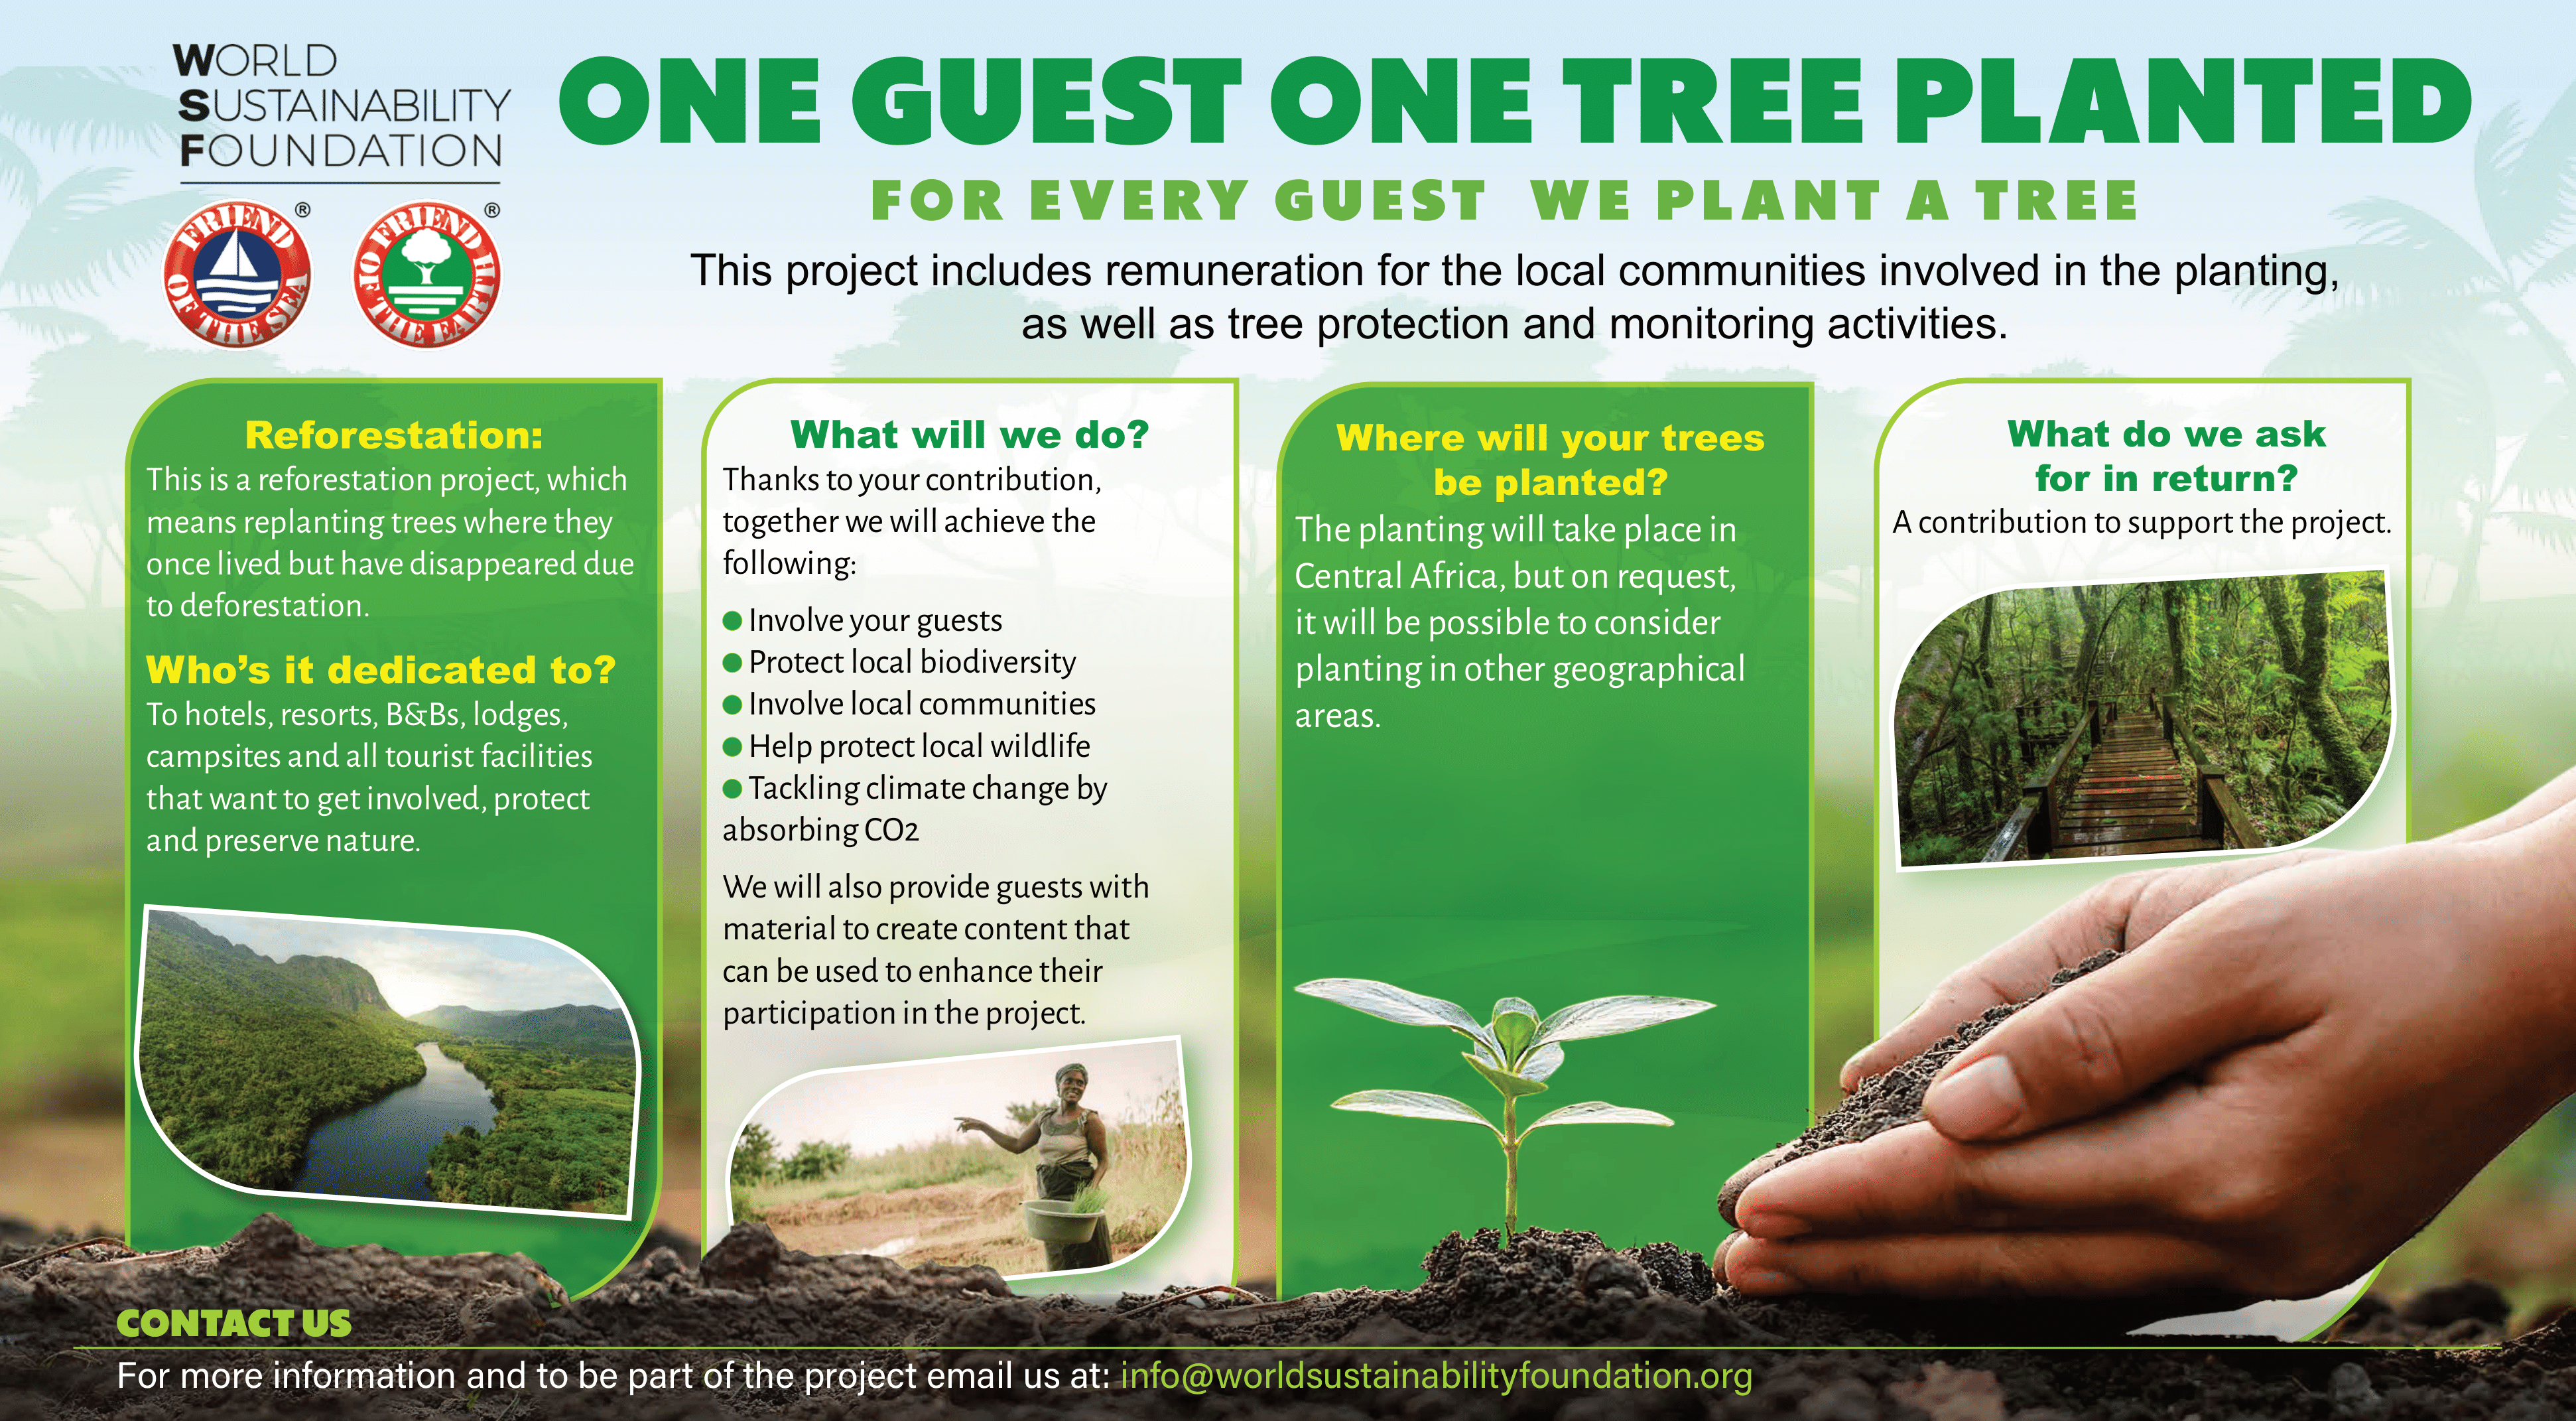 WORLD
SUSTAINABILITY
FOUNDATION
FRIEND OF THE SEA ®
FRIEND OF THE EARTH ®
ONE GUEST ONE TREE PLANTED
FOR EVERY GUEST WE PLANT A TREE
This project includes remuneration for the local communities involved in the planting,
as well as tree protection and monitoring activities.
Reforestation:
This is a reforestation project, which
means replanting trees where they
once lived but have disappeared due
to deforestation.
Who's it dedicated to?
To hotels, resorts, B&Bs, lodges,
campsites and all tourist facilities
that want to get involved, protect
and preserve nature.
What will we do?
Thanks to your contribution,
together we will achieve the
following:
● Involve your guests
● Protect local biodiversity
● Involve local communities
● Help protect local wildlife
● Tackling climate change by
absorbing CO2
We will also provide guests with
material to create content that
can be used to enhance their
participation in the project.
Where will your trees
be planted?
The planting will take place in
Central Africa, but on request,
it will be possible to consider
planting in other geographical
areas.
What do we ask
for in return?
A contribution to support the project.
CONTACT US
For more information and to be part of the project email us at: info@worldsustainabilityfoundation.org